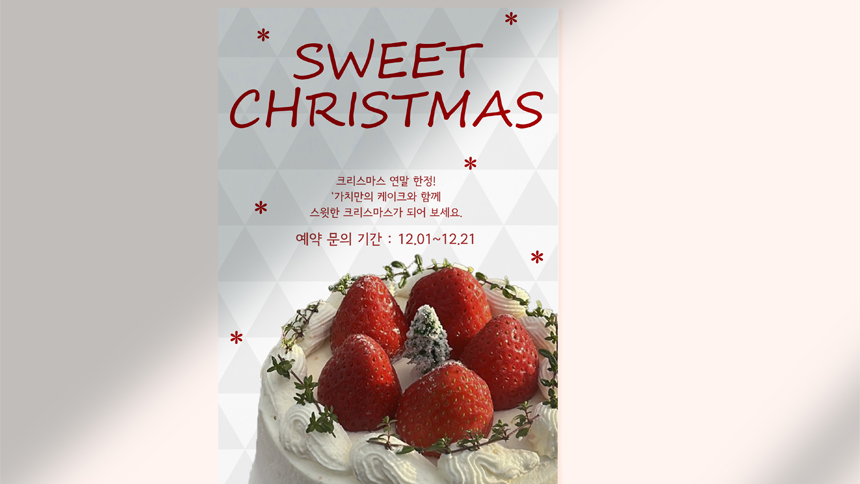 SWEET
CHRISTMAS
크리스마스 연말 한정!
'가치만의 케이크와 함께
스윗한 크리스마스가 되어 보세요.
예약 문의 기간 : 12.01~12.21